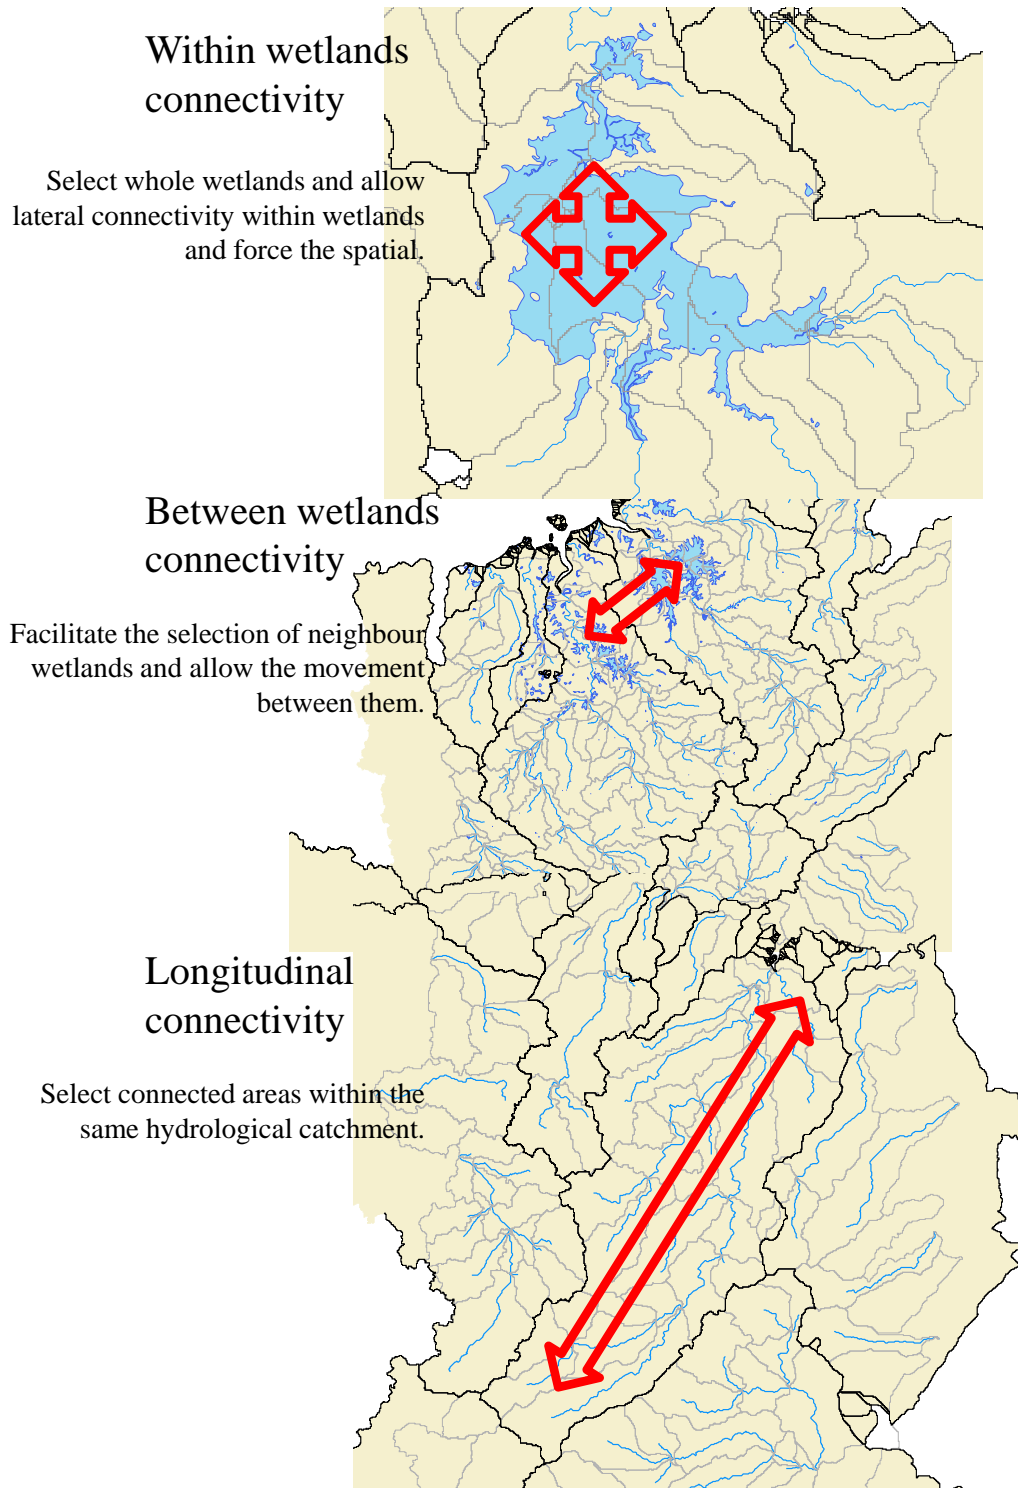 Within wetlands
connectivity
Select whole wetlands and allow
lateral connectivity within wetlands
and force the spatial.
Between wetlands
connectivity
Facilitate the selection of neighbour
wetlands and allow the movement
between them.
Longitudinal
connectivity
Select connected areas within the
same hydrological catchment.